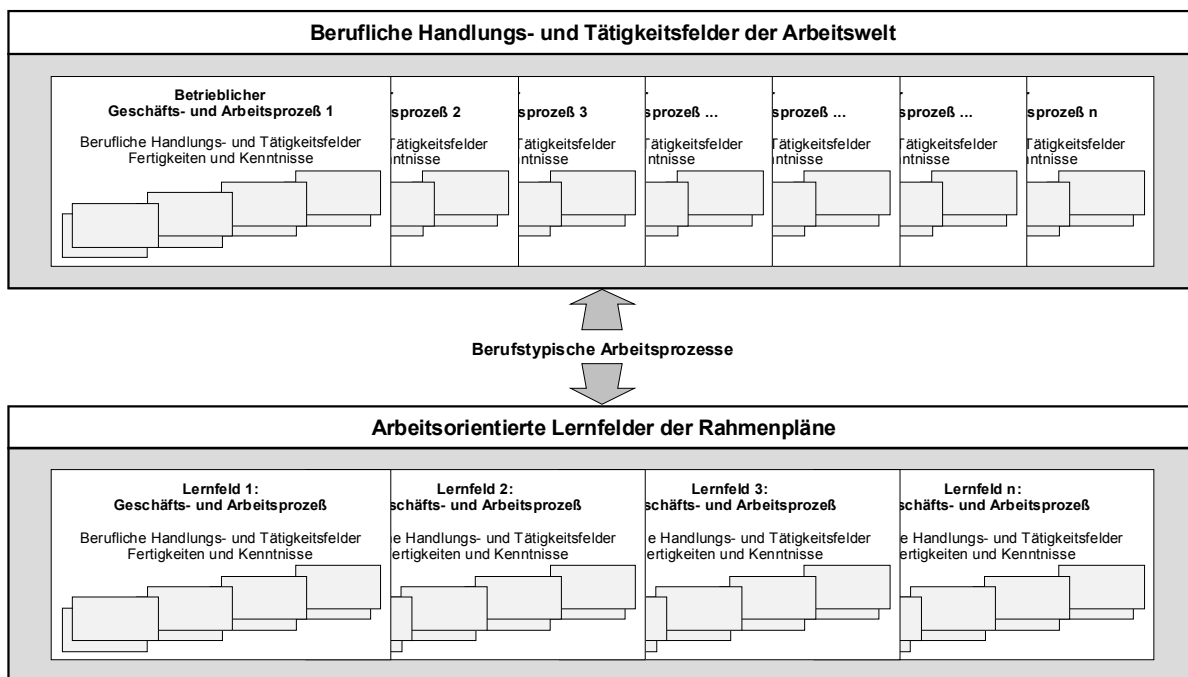 Berufliche Handlungs- und Tätigkeitsfelder der Arbeitswelt
Betrieblicher
Geschäfts- und Arbeitsprozeß 1
Berufliche Handlungs- und Tätigkeitsfelder
Fertigkeiten und Kenntnisse
sprozeß 2
Tätigkeitsfelder
ntnisse
sprozeß 3
Tätigkeitsfelder
ntnisse
sprozeß ...
Tätigkeitsfelder
ntnisse
sprozeß ...
Tätigkeitsfelder
ntnisse
sprozeß ...
Tätigkeitsfelder
ntnisse
sprozeß n
Tätigkeitsfelder
ntnisse
Berufstypische Arbeitsprozesse
Arbeitsorientierte Lernfelder der Rahmenpläne
Lernfeld 1:
Geschäfts- und Arbeitsprozeß
Berufliche Handlungs- und Tätigkeitsfelder
Fertigkeiten und Kenntnisse
Lernfeld 2:
schäfts- und Arbeitsprozeß
e Handlungs- und Tätigkeitsfelder
Fertigkeiten und Kenntnisse
Lernfeld 3:
schäfts- und Arbeitsprozeß
e Handlungs- und Tätigkeitsfelder
Fertigkeiten und Kenntnisse
Lernfeld n:
schäfts- und Arbeitsprozeß
e Handlungs- und Tätigkeitsfelder
Fertigkeiten und Kenntnisse